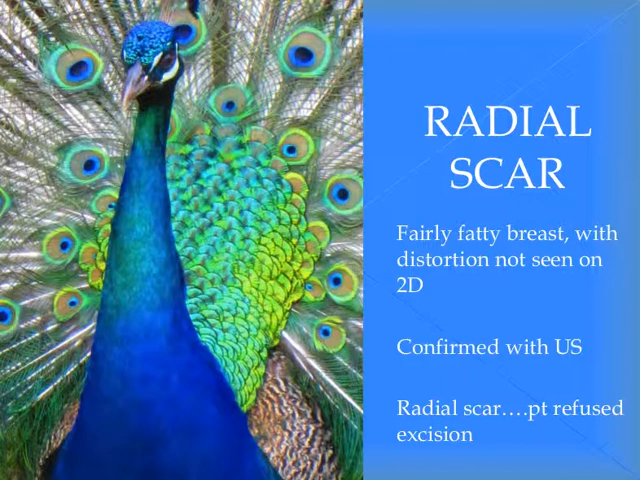 RADIAL
SCAR
Fairly fatty breast, with
distortion not seen on
2D
Confirmed with US
Radial scar....pt refused
excision